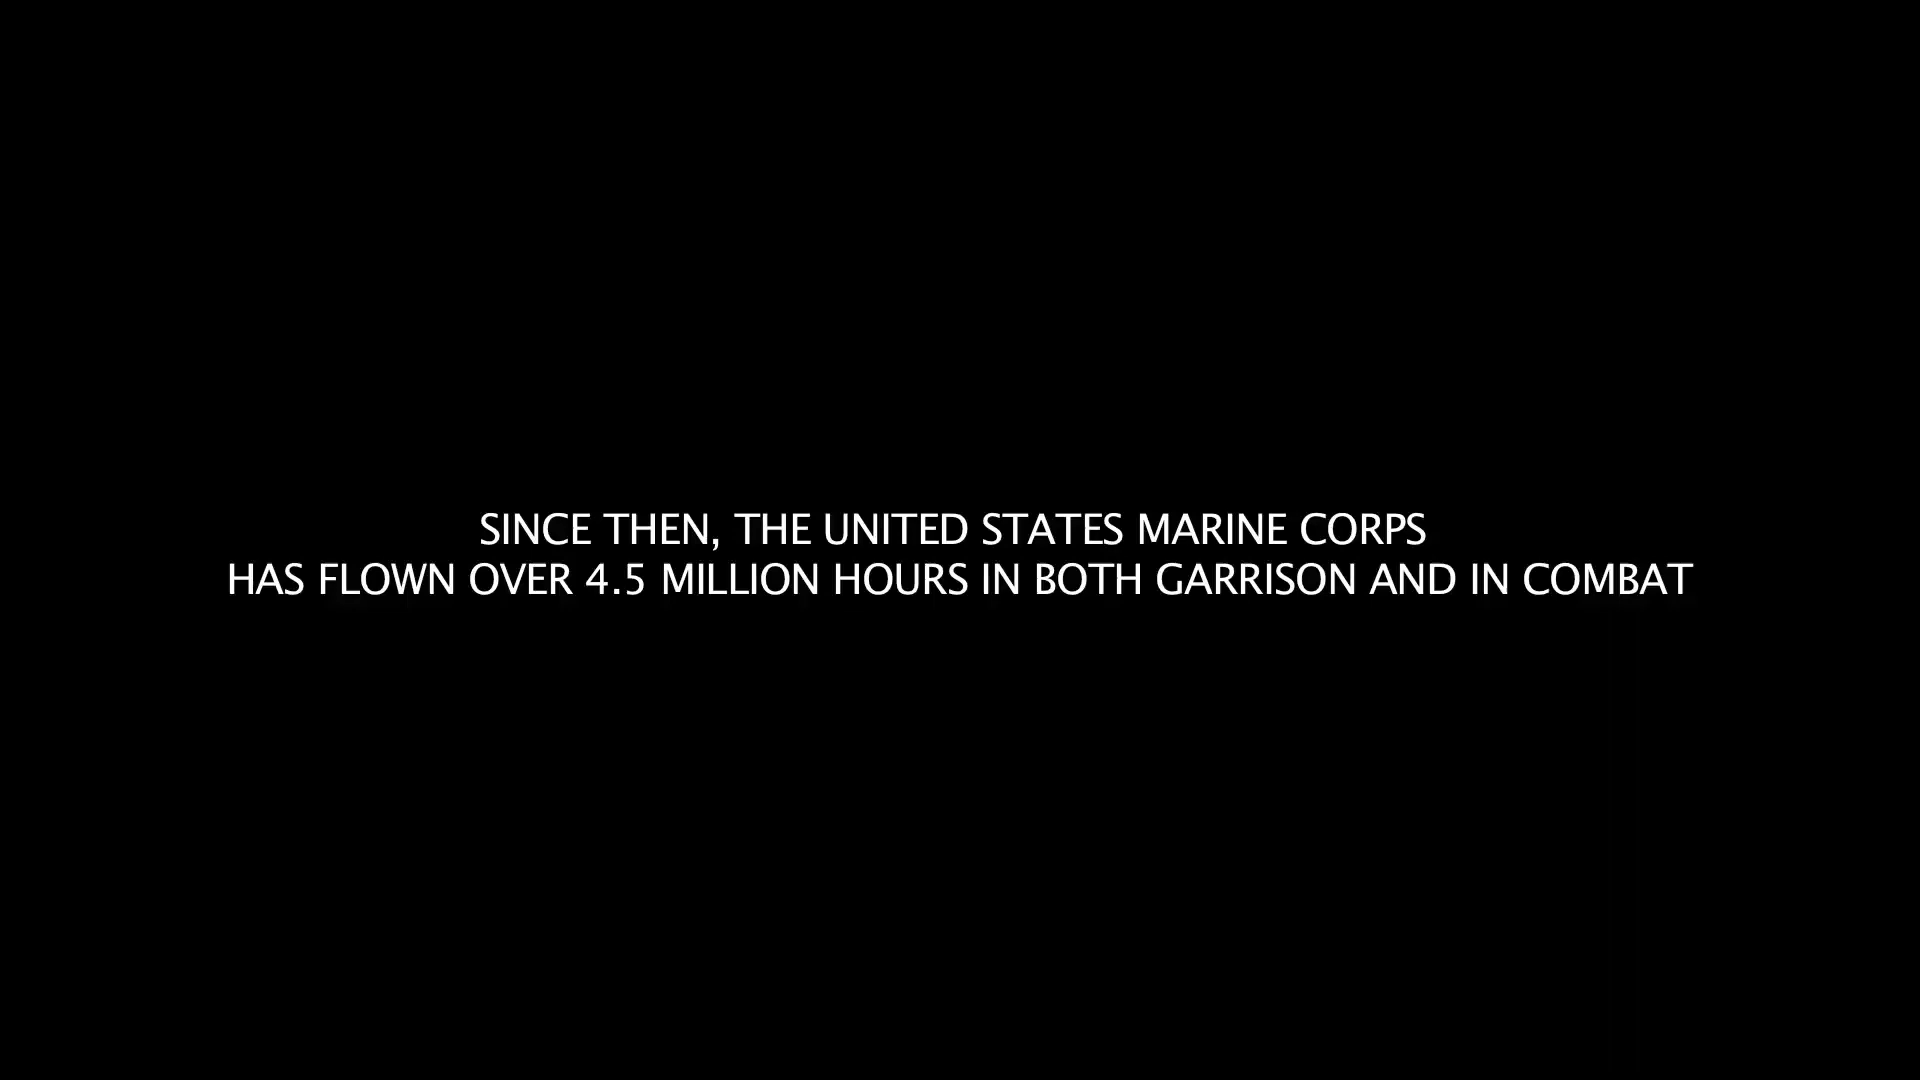 SINCE THEN, THE UNITED STATES MARINE CORPS
HAS FLOWN OVER 4.5 MILLION HOURS IN BOTH GARRISON AND IN COMBAT